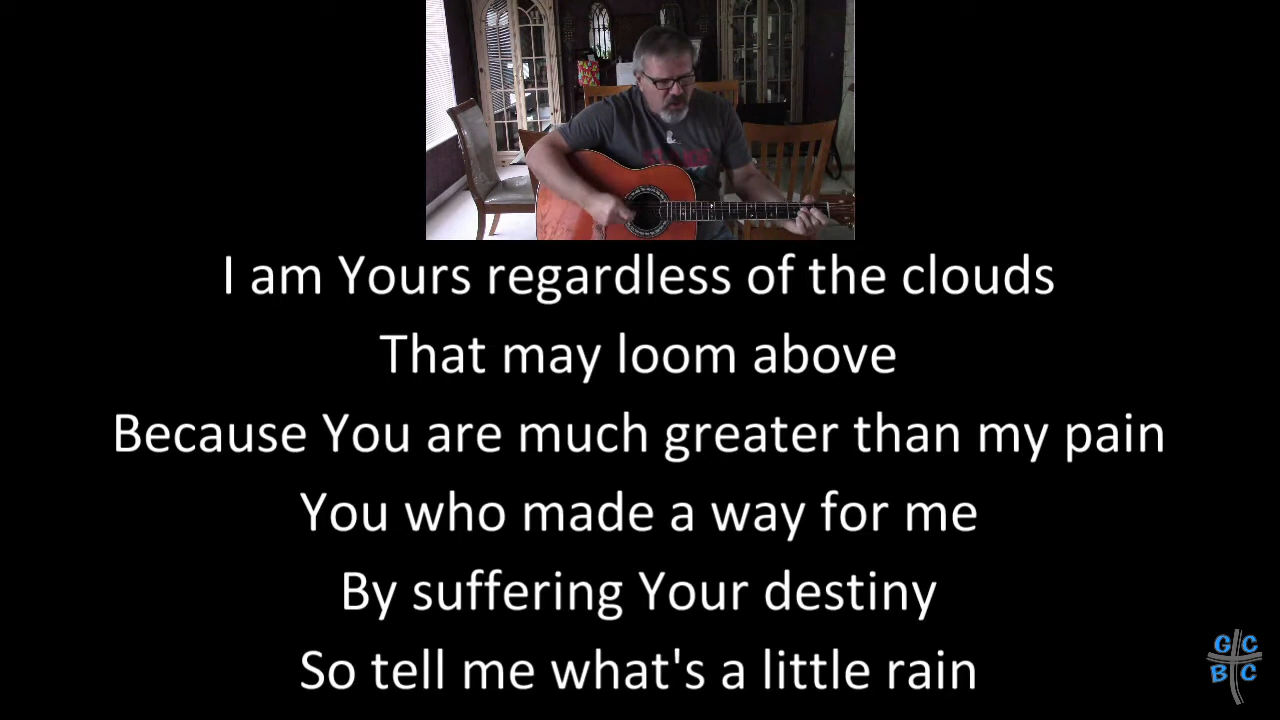 I am Yours regardless of the clouds
That may loom above
Because You are much greater than my pain
You who made a way for me
By suffering Your destiny
So tell me what's a little rain
G C
B C